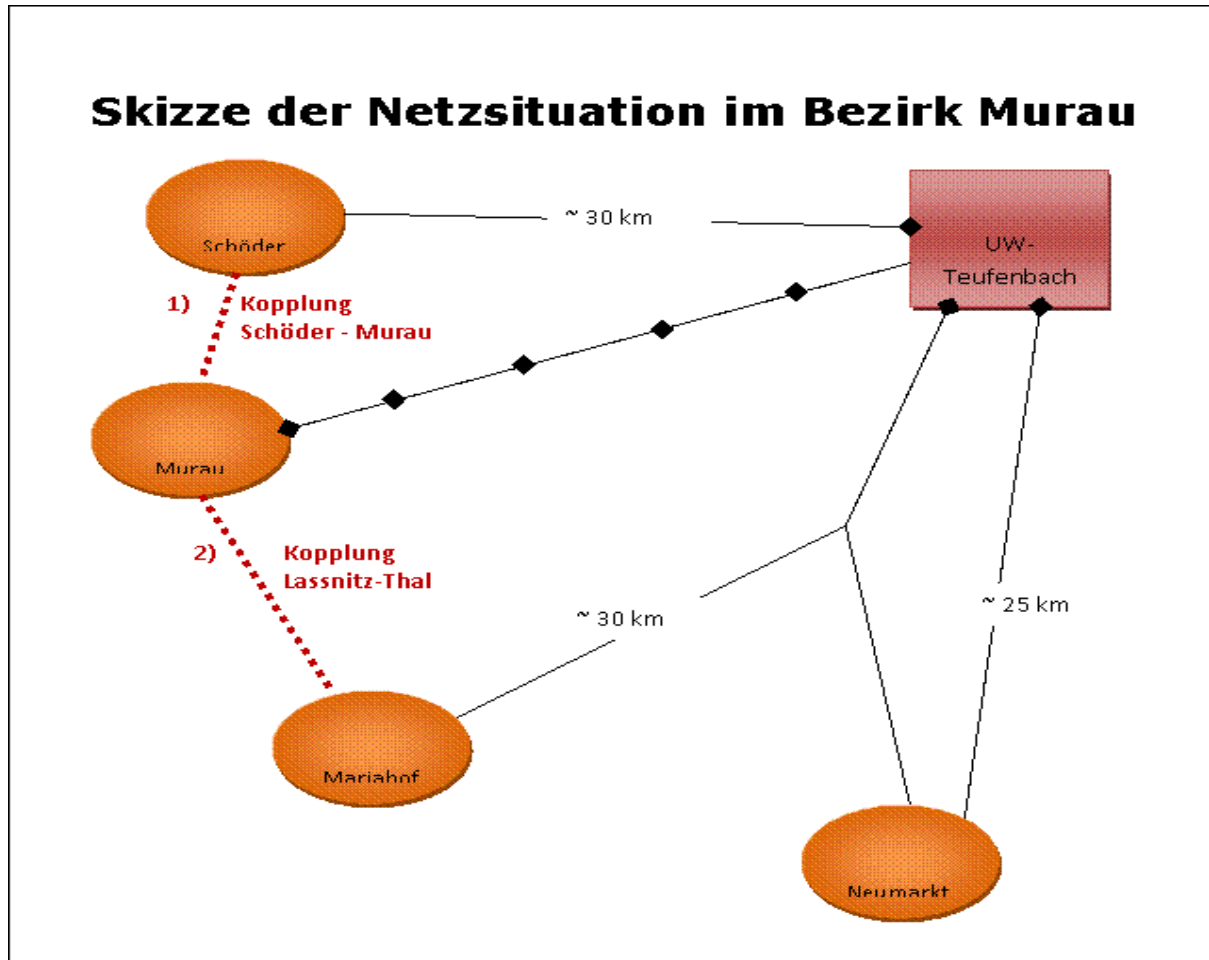 Skizze der Netzsituation im Bezirk Murau
Schöder
~ 30 km
UW-
Teufenbach
1) Kopplung
Schöder - Murau
Murau
2) Kopplung
Lassnitz-Thal
~ 30 km
~ 25 km
Mariahof
Neumarkt